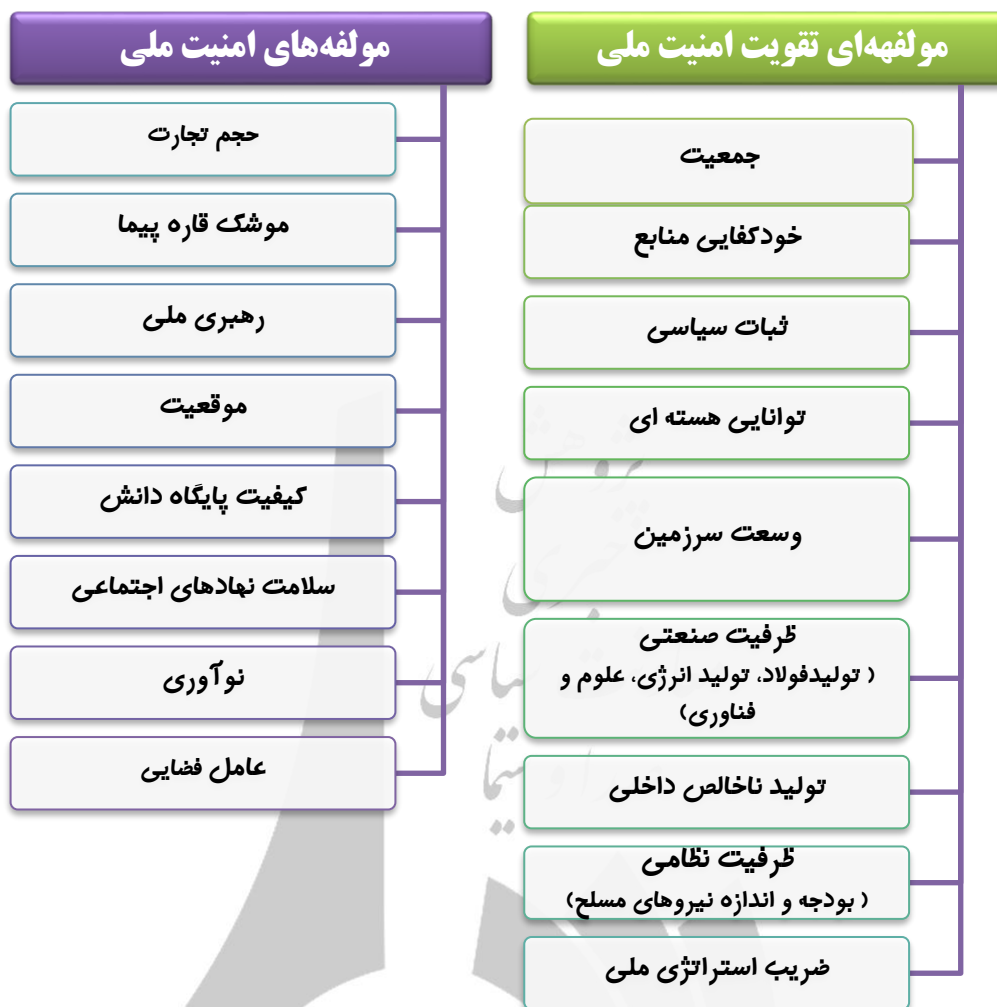 مولفهه‌ای تقویت امنیت ملی
جمعیت
خودکفایی منابع
ثبات سیاسی
توانایی هسته ای
وسعت سرزمین
ظرفیت صنعتی
( تولیدفولاد، تولید انرژی، علوم و
فناوری)
تولید ناخالص داخلی
ظرفیت نظامی
( بودجه و اندازه نیروهای مسلح)
ضریب استراتژی ملی
مولفه‌های امنیت ملی
حجم تجارت
موشک قاره پیما
رهبری ملی
موقعیت
کیفیت پایگاه دانش
سلامت نهادهای اجتماعی
نوآوری
عامل فضایی